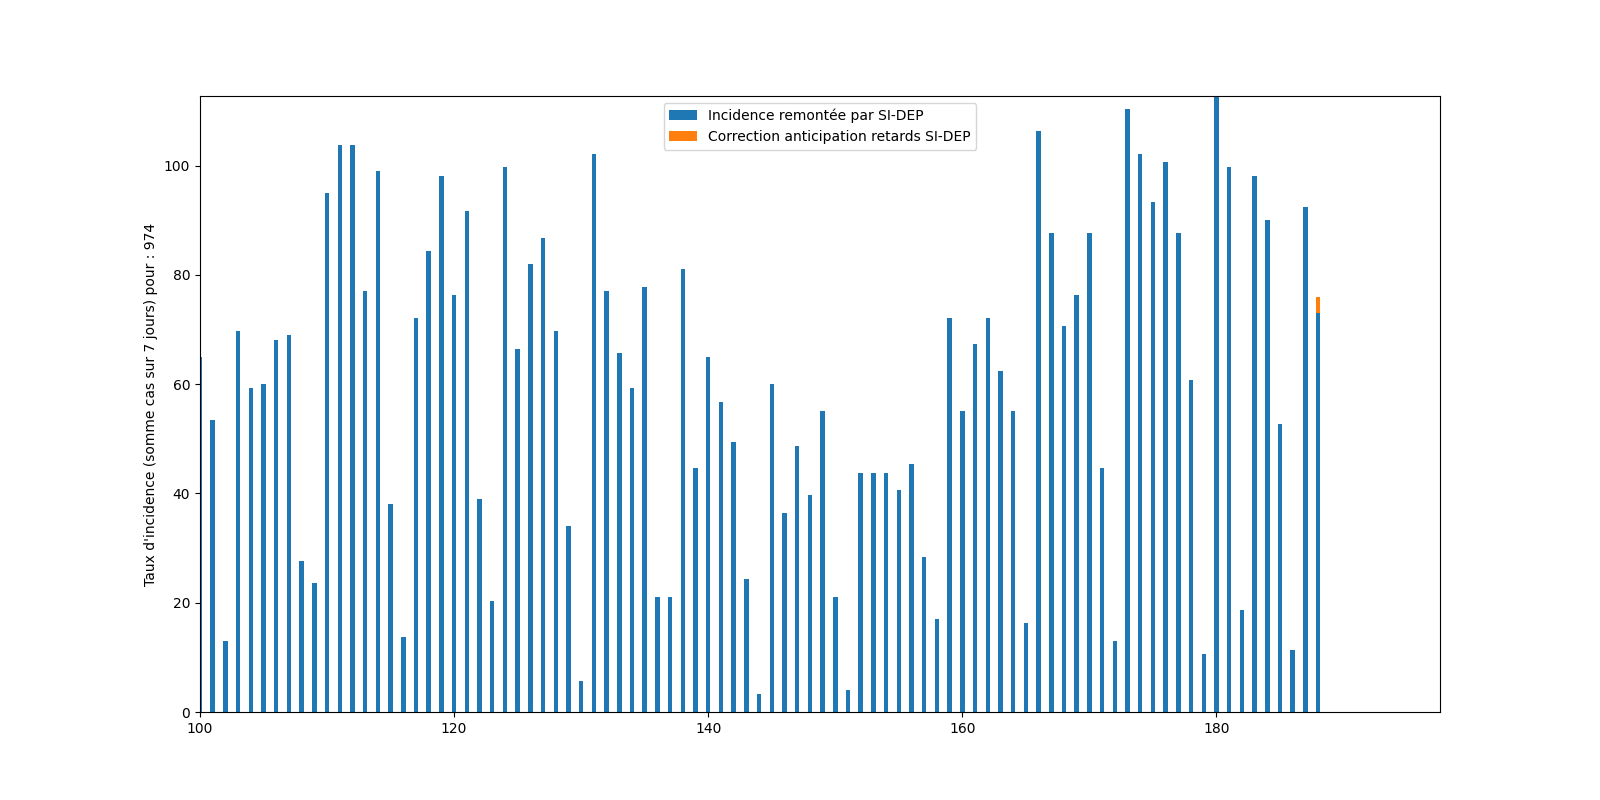 Incidence remontée par SI-DEP
Correction anticipation retards SI-DEP
Taux d'incidence (somme cas sur 7 jours) pour : 974
100
80
60
40
20
0
100 120 140 160 180